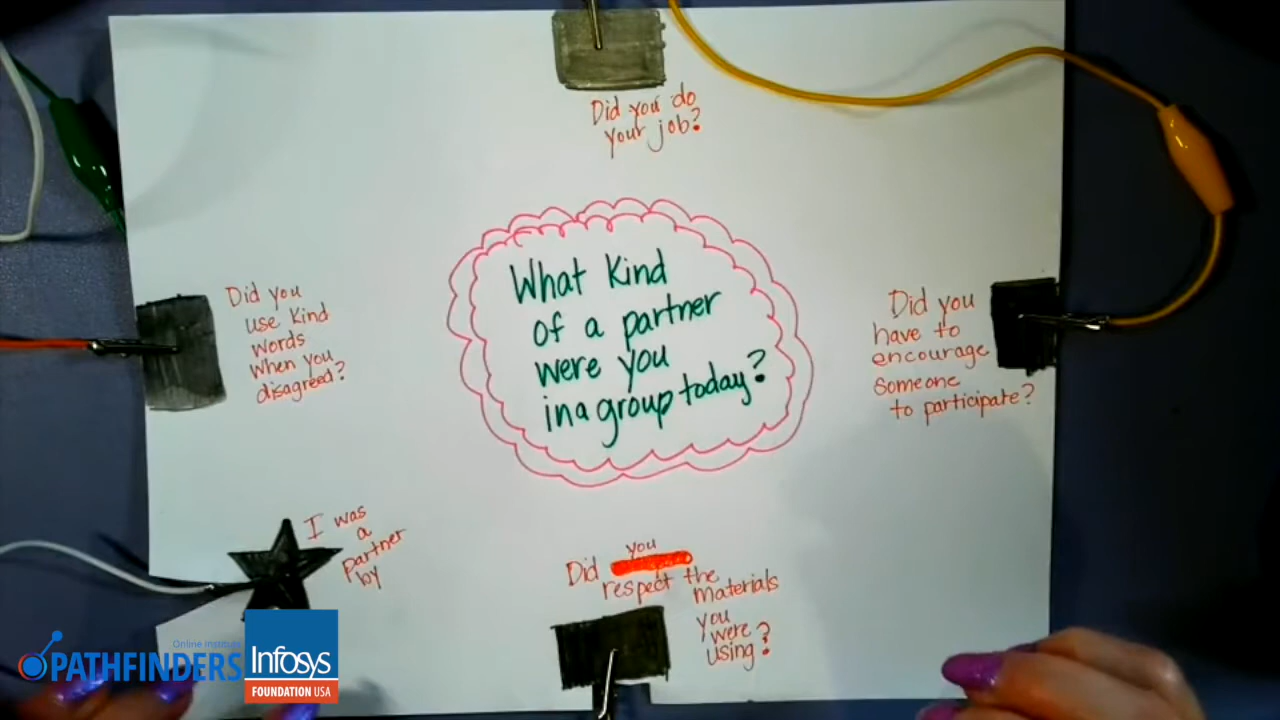 Did you do
your job?
What Kind
of a partner
were you
in a group today?
Did you
use Kind
words
when you
disagreed?
Did you
have to
encourage
someone
to participate?
I was
a
partner
by
Did you
respect the
materials
you
were
using?
Online Institute
PATHFINDERS
Infosys
FOUNDATION USA